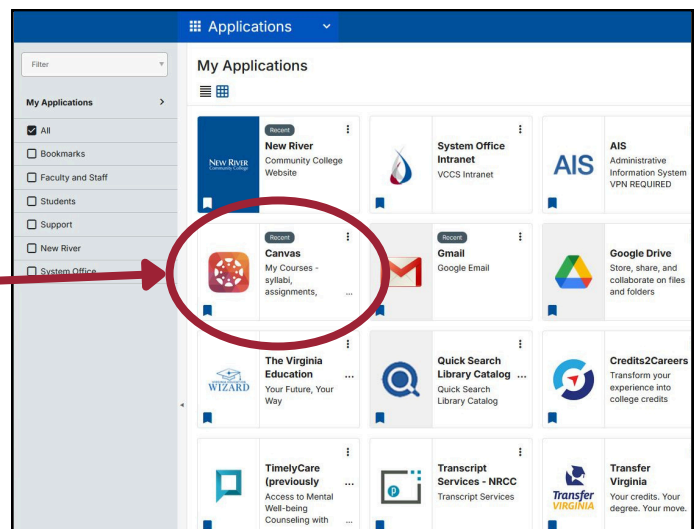 Applications
Filter
My Applications
All
Bookmarks
Faculty and Staff
Students
Support
New River
System Office
My Applications
NEW RIVER
Community College
Recent
New River
Community College
Website
System Office
Intranet
VCCS Intranet
AIS
AIS
Administrative
Information System
VPN REQUIRED
Recent
Canvas
My Courses -
syllabi,
assignments, ...
Recent
Gmail
Google Email
Google Drive
Store, share, and
collaborate on files
and folders
WIZARD
The Virginia
Education ...
Your Future, Your
Way
Quick Search
Library Catalog ...
Quick Search
Library Catalog
Credits2Careers
Transform your
experience into
college credits
TimelyCare
(previously ...
Access to Mental
Well-being
Counseling with ...
Transcript
Services - NRCC
Transcript Services
Transfer
VIRGINIA
Transfer
Virginia
Your credits. Your
degree. Your move.